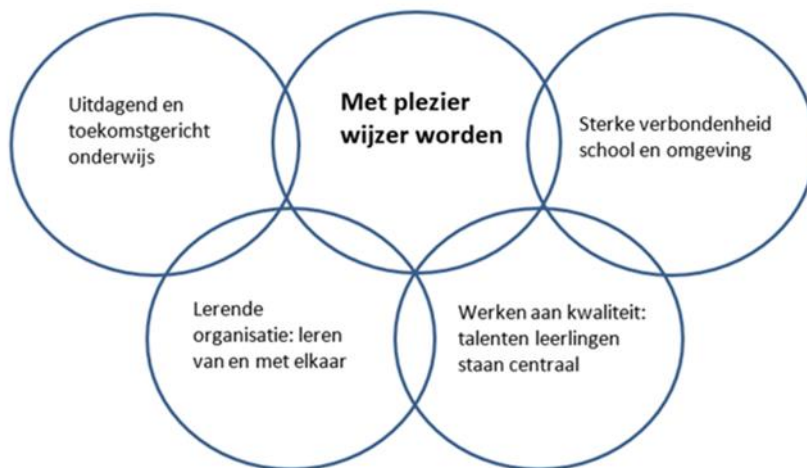 Uitdagend en
toekomstgericht
onderwijs
Met plezier
wijzer worden
Sterke verbondenheid
school en omgeving
Lerende
organisatie: leren
van en met elkaar
Werken aan kwaliteit:
talenten leerlingen
staan centraal